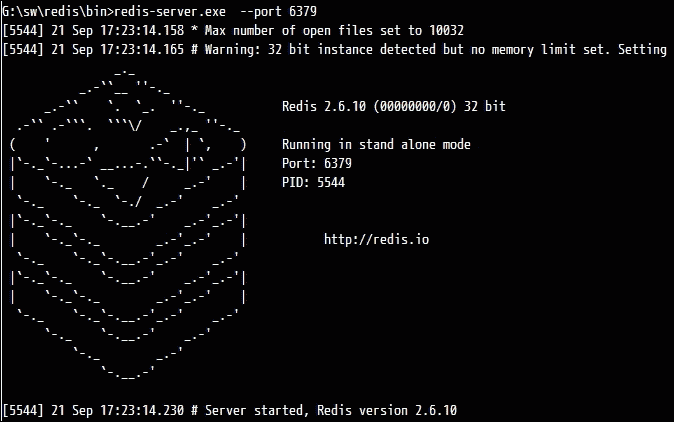 G:\sw\redis\bin>redis-server.exe  --port 6379
[5544] 21 Sep 17:23:14.158 * Max number of open files set to 10032
[5544] 21 Sep 17:23:14.165 # Warning: 32 bit instance detected but no memory limit set. Setting
Redis 2.6.10 (00000000/0) 32 bit
Running in stand alone mode
Port: 6379
PID: 5544
http://redis.io
[5544] 21 Sep 17:23:14.230 # Server started, Redis version 2.6.10